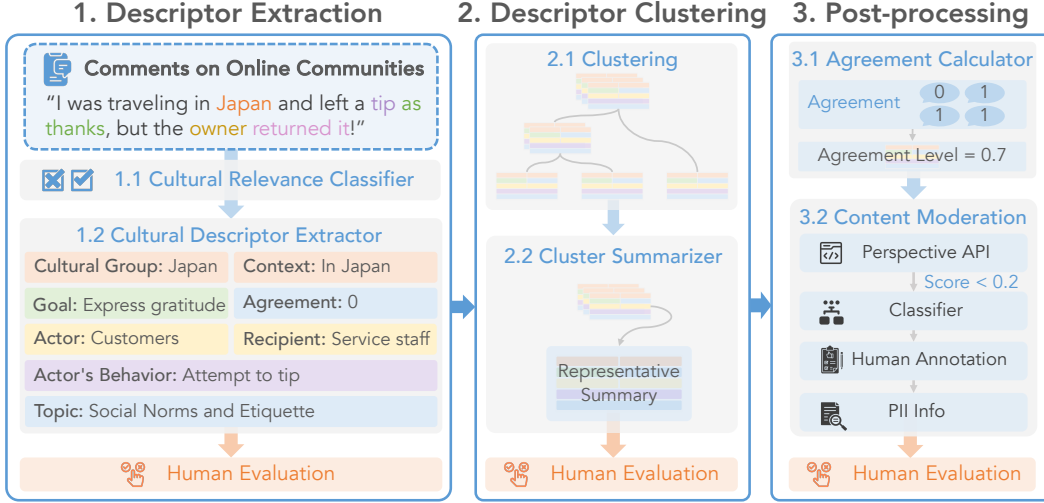 1. Descriptor Extraction
Comments on Online Communities
“I was traveling in Japan and left a tip as
thanks, but the owner returned it!”
1.1 Cultural Relevance Classifier
1.2 Cultural Descriptor Extractor
Cultural Group: Japan
Context: In Japan
Goal: Express gratitude
Agreement: 0
Actor: Customers
Recipient: Service staff
Actor's Behavior: Attempt to tip
Topic: Social Norms and Etiquette
Human Evaluation
2. Descriptor Clustering
2.1 Clustering
2.2 Cluster Summarizer
Representative
Summary
Human Evaluation
3. Post-processing
3.1 Agreement Calculator
Agreement
0 1
1 1
Agreement Level = 0.7
3.2 Content Moderation
Perspective API
Score < 0.2
Classifier
Human Annotation
PII Info
Human Evaluation